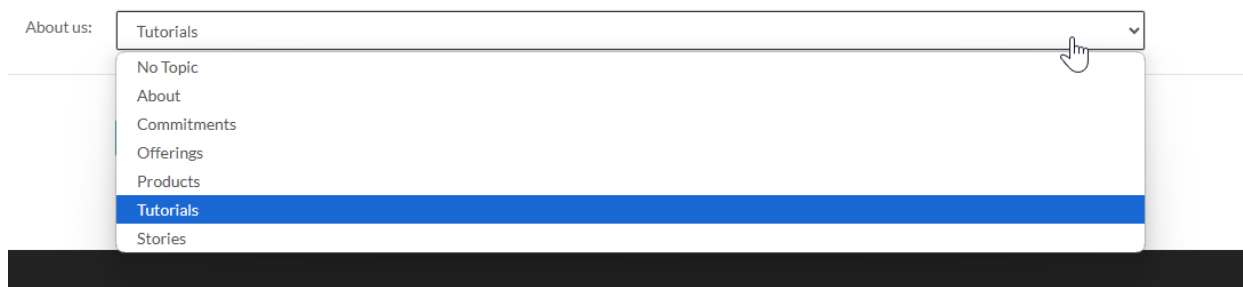 About us:
Tutorials
No Topic
About
Commitments
Offerings
Products
Tutorials
Stories